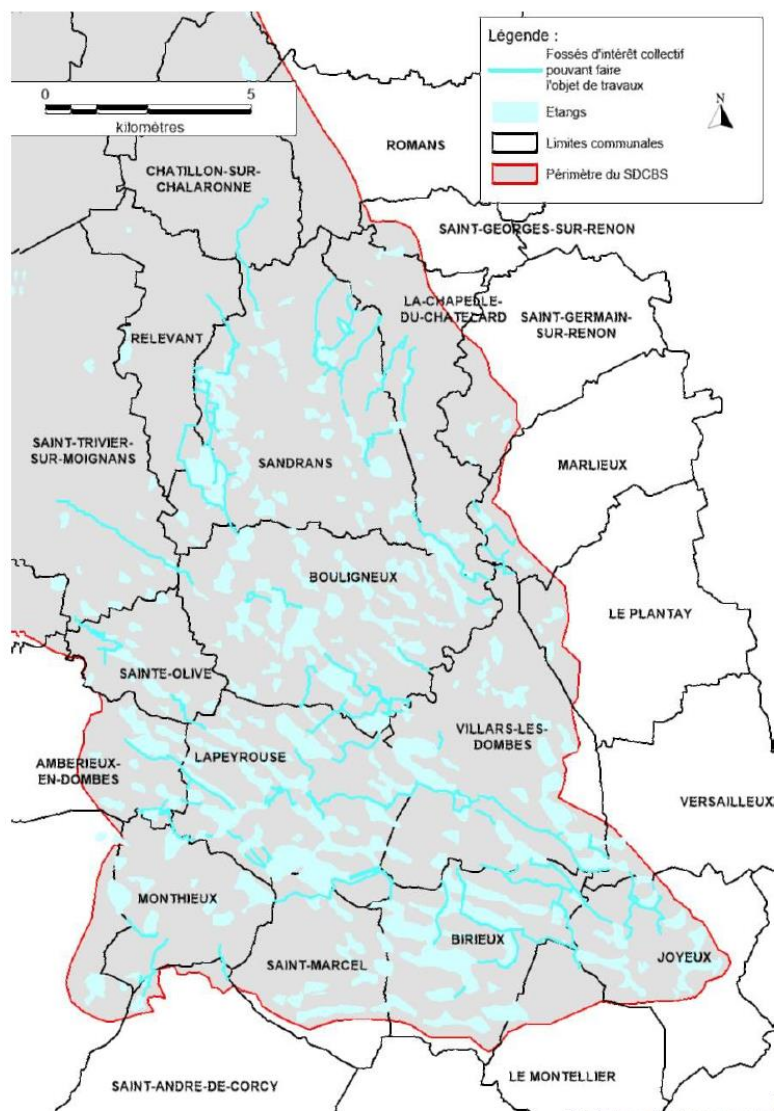 Légende :
Fossés d'intérêt collectif
pouvant faire
l'objet de travaux
Etangs
Limites communales
Périmètre du SDCBS
N
0 5
kilomètres
ROMANS
CHATILLON-SUR-
CHALARONNE
SAINT-GEORGES-SUR-RENON
LA-CHAPELLE-
DU-CHATELARD
SAINT-GERMAIN-
SUR-RENON
RELEVANT
SAINT-TRIVIER-
SUR-MOIGNANS
SANDRANS
MARLIEUX
BOULIGNEUX
LE PLANTAY
SAINTE-OLIVE
VILLARS-LES-
DOMBES
LAPEYROUSE
AMBERIEUX-
EN-DOMBES
VERSAILLEUX
MONTHIEUX
BIRIEUX
JOYEUX
SAINT-MARCEL
LE MONTELLIER
SAINT-ANDRE-DE-CORCY